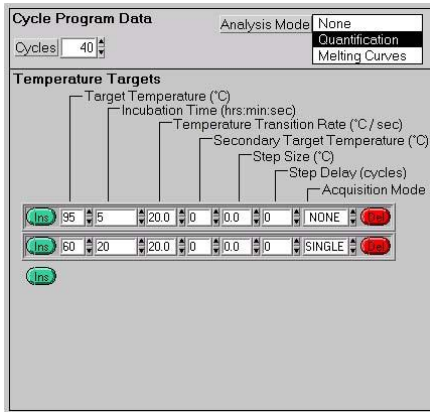 Cycle Program Data
Analysis Mode None
Quantification
Melting Curves
Cycles 40
Temperature Targets
Target Temperature (°C)
Incubation Time (hrs:min:sec)
Temperature Transition Rate (°C / sec)
Secondary Target Temperature (°C)
Step Size (°C)
Step Delay (cycles)
Acquisition Mode
Ins 95 5 20.0 0 0.0 0 NONE Del
Ins 60 20 20.0 0 0.0 0 SINGLE Del
Ins